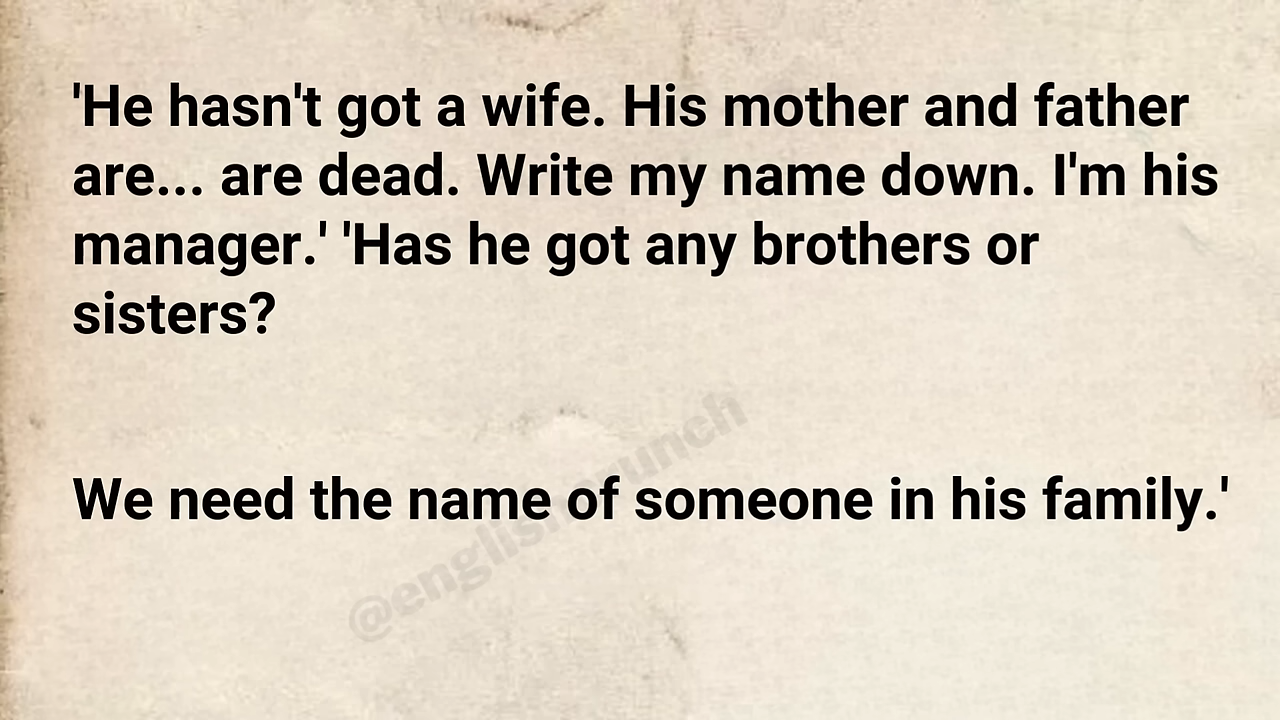 'He hasn't got a wife. His mother and father
are... are dead. Write my name down. I'm his
manager.' 'Has he got any brothers or
sisters?
We need the name of someone in his family.'